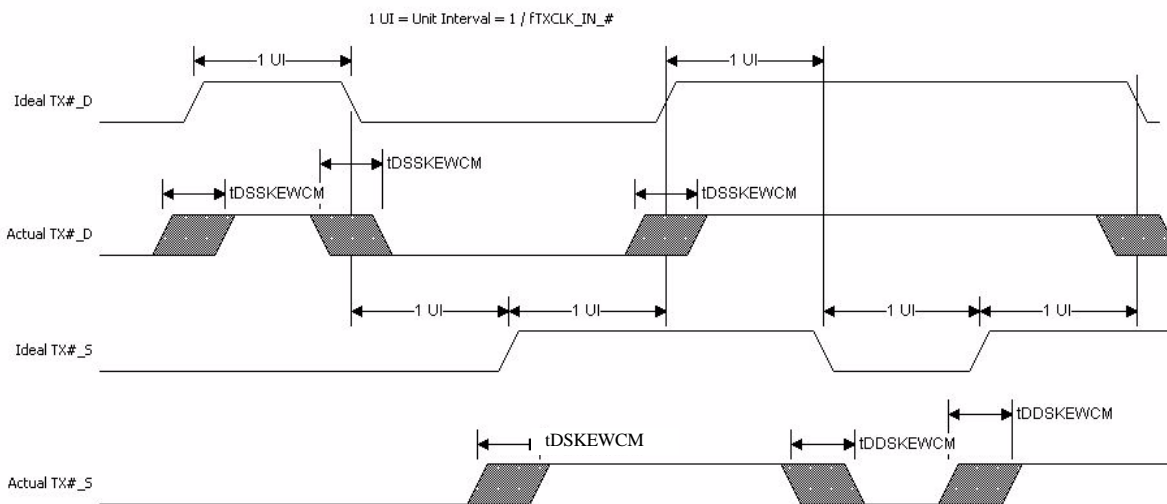 1 UI = Unit Interval = 1 / fTXCLK_IN_#
1 UI
1 UI
Ideal TX#_D
tDSSKEWCM
tDSSKEWCM
tDSSKEWCM
Actual TX#_D
1 UI
1 UI
1 UI
1 UI
Ideal TX#_S
tDDSKEWCM
tDSKEWCM
tDDSKEWCM
Actual TX#_S